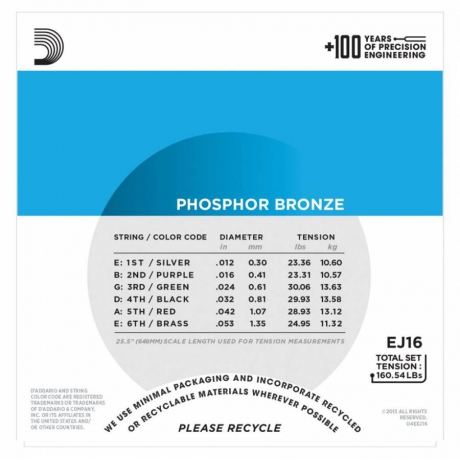 +100 YEARS
OF PRECISION
ENGINEERING
PHOSPHOR BRONZE
STRING / COLOR CODE DIAMETER TENSION
in mm lbs kg
E: 1ST / SILVER .012 0.30 23.36 10.60
B: 2ND / PURPLE .016 0.41 23.31 10.57
G: 3RD / GREEN .024 0.61 30.06 13.63
D: 4TH / BLACK .032 0.81 29.93 13.58
A: 5TH / RED .042 1.07 28.93 13.12
E: 6TH / BRASS .053 1.35 24.95 11.32
25.5" (648MM) SCALE LENGTH USED FOR TENSION MEASUREMENTS
EJ16
TOTAL SET
TENSION :
160.54LBs
D'ADDARIO AND STRING
COLOR CODE ARE REGISTERED
TRADEMARKS OR TRADEMARKS
OF D'ADDARIO & COMPANY,
INC. OR ITS AFFILIATES IN
THE UNITED STATES AND/
OR OTHER COUNTRIES.
WE USE MINIMAL PACKAGING AND INCORPORATE RECYCLED
OR RECYCLABLE MATERIALS WHEREVER POSSIBLE
PLEASE RECYCLE
©2013 ALL RIGHTS
RESERVED.
04EEJ16